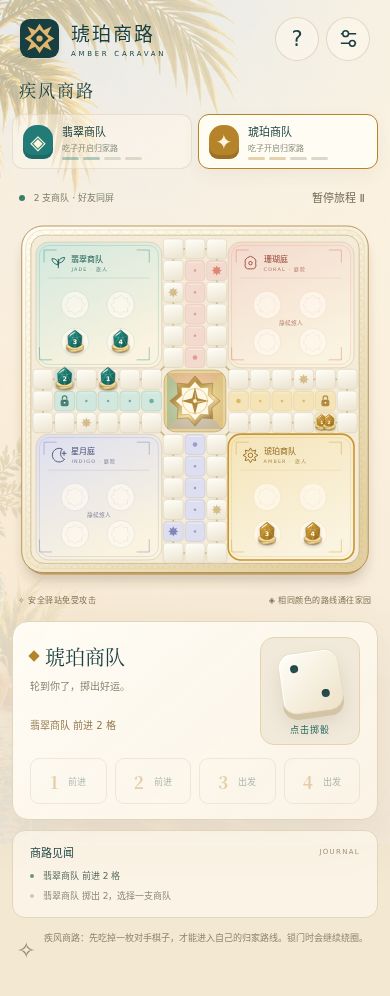 琥珀商路
AMBER CARAVAN
?
疾风商路
翡翠商队
吃子开启归家路
琥珀商队
吃子开启归家路
2 支商队 · 好友同屏
暂停旅程 Ⅱ
翡翠商队
JADE · 旅人
珊瑚庭
静候旅人
3
4
2
1
星月庭
静候旅人
琥珀商队
AMBER · 旅人
3
4
安全驿站免受攻击
相同颜色的路线通往家园
琥珀商队
轮到你了，掷出好运。
翡翠商队 前进 2 格
点击掷骰
1 前进
2 前进
3 出发
4 出发
商路见闻
JOURNAL
翡翠商队 前进 2 格
翡翠商队 掷出 2，选择一支商队
疾风商路：先吃掉一枚对手棋子，才能进入自己的归家路线。锁门时会继续绕圈。